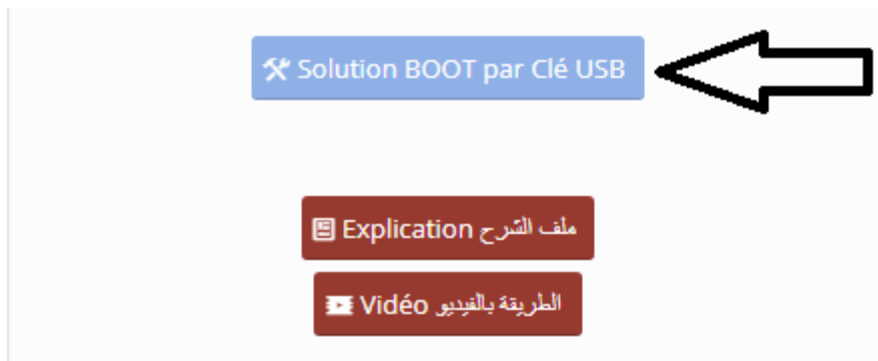 Solution BOOT par Clé USB
Explication ملف الشرح
Vidéo الطريقة بالفيديو